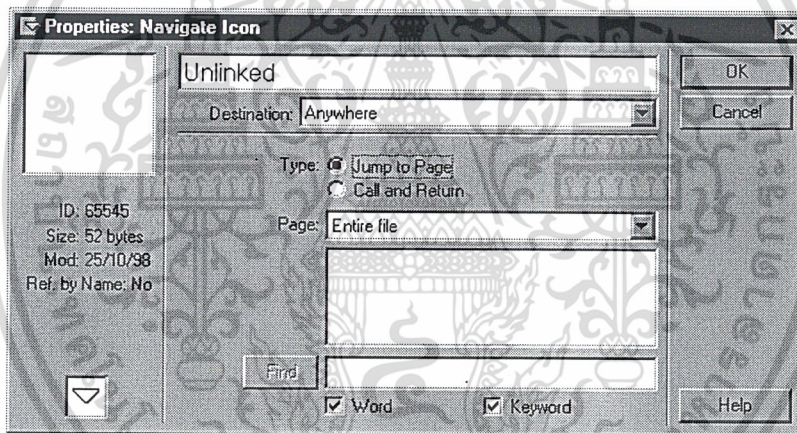 Properties: Navigate Icon
Unlinked
OK
Destination: Anywhere
Cancel
Type: Jump to Page
Call and Return
ID: 65545
Size: 52 bytes
Mod: 25/10/98
Ref. by Name: No
Page: Entire file
Find
Word
Keyword
Help